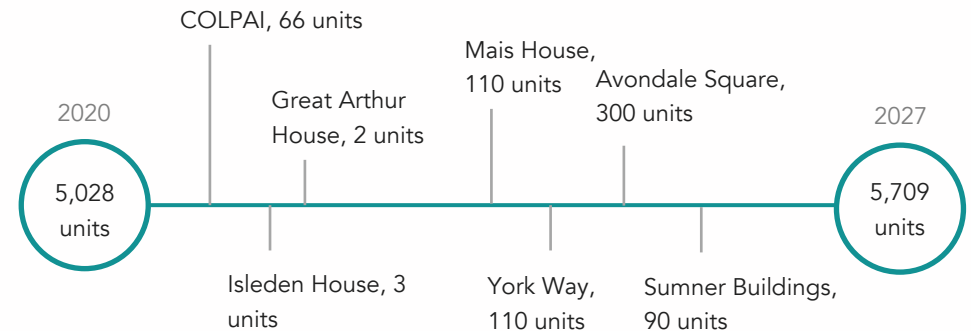 COLPAI, 66 units
Mais House,
110 units
Avondale Square,
300 units
Great Arthur
House, 2 units
2020
2027
5,028
units
5,709
units
Isleden House, 3
units
York Way,
110 units
Sumner Buildings,
90 units